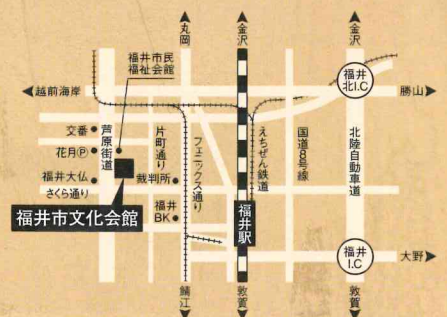 丸岡
金沢
金沢
福井市民
福祉会館
福井
北I.C
越前海岸
勝山
交番
花月Ⓟ
福井大仏
さくら通り
芦原街道
片町通り
裁判所
福井
BK
フェニックス通り
えちぜん鉄道
国道8号線
北陸自動車道
福井市文化会館
福井駅
福井
I.C
大野
鯖江
敦賀
敦賀